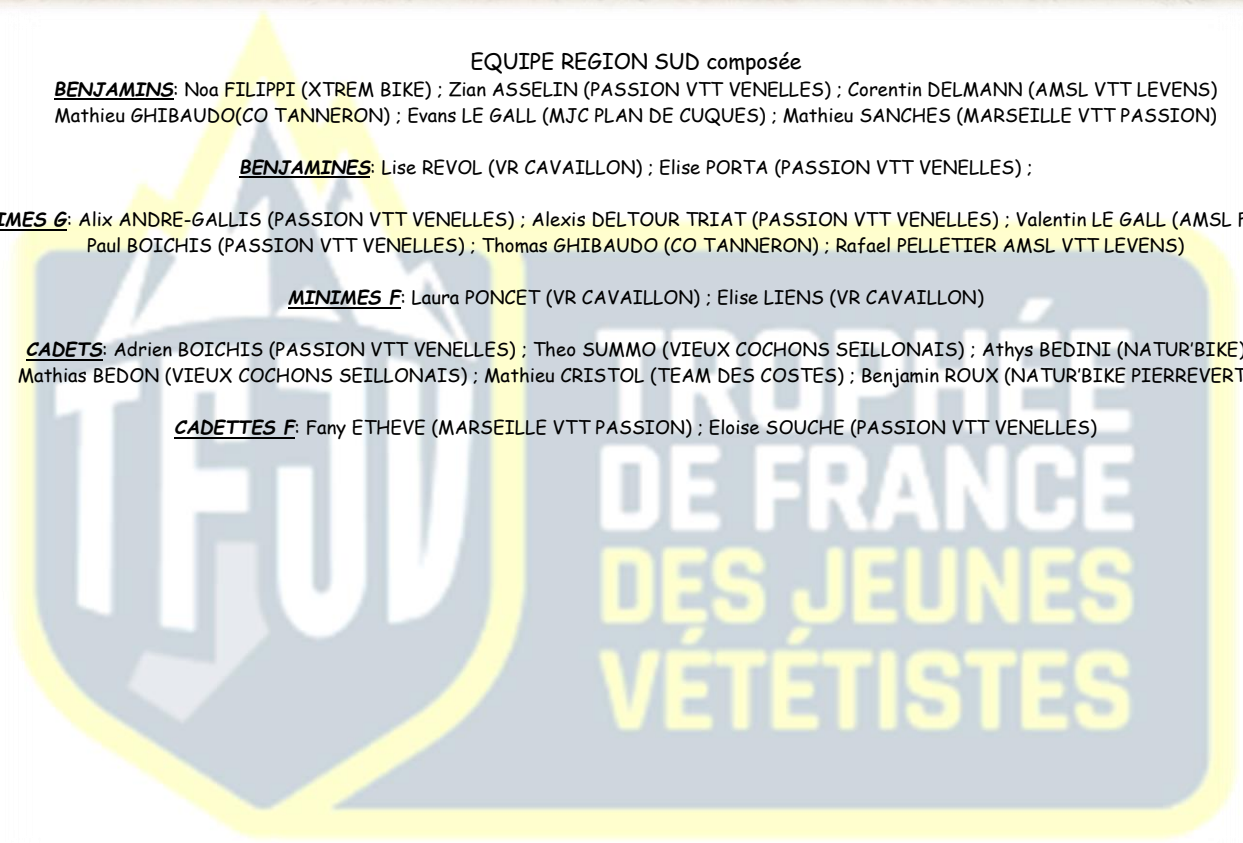 EQUIPE REGION SUD composée
BENJAMINS: Noa FILIPPI (XTREM BIKE) ; Zian ASSELIN (PASSION VTT VENELLES) ; Corentin DELMANN (AMSL VTT LEVENS)
Mathieu GHIBAUDO(CO TANNERON) ; Evans LE GALL (MJC PLAN DE CUQUES) ; Mathieu SANCHES (MARSEILLE VTT PASSION)
BENJAMINES: Lise REVOL (VR CAVAILLON) ; Elise PORTA (PASSION VTT VENELLES) ;
IMES G: Alix ANDRE-GALLIS (PASSION VTT VENELLES) ; Alexis DELTOUR TRIAT (PASSION VTT VENELLES) ; Valentin LE GALL (AMSL F
Paul BOICHIS (PASSION VTT VENELLES) ; Thomas GHIBAUDO (CO TANNERON) ; Rafael PELLETIER AMSL VTT LEVENS)
MINIMES F: Laura PONCET (VR CAVAILLON) ; Elise LIENS (VR CAVAILLON)
CADETS: Adrien BOICHIS (PASSION VTT VENELLES) ; Theo SUMMO (VIEUX COCHONS SEILLONAIS) ; Athys BEDINI (NATUR'BIKE)
Mathias BEDON (VIEUX COCHONS SEILLONAIS) ; Mathieu CRISTOL (TEAM DES COSTES) ; Benjamin ROUX (NATUR'BIKE PIERREVERT
CADETTES F: Fany ETHEVE (MARSEILLE VTT PASSION) ; Eloise SOUCHE (PASSION VTT VENELLES)
TFJV
TROPHÉE
DE FRANCE
DES JEUNES
VÉTÉTISTES